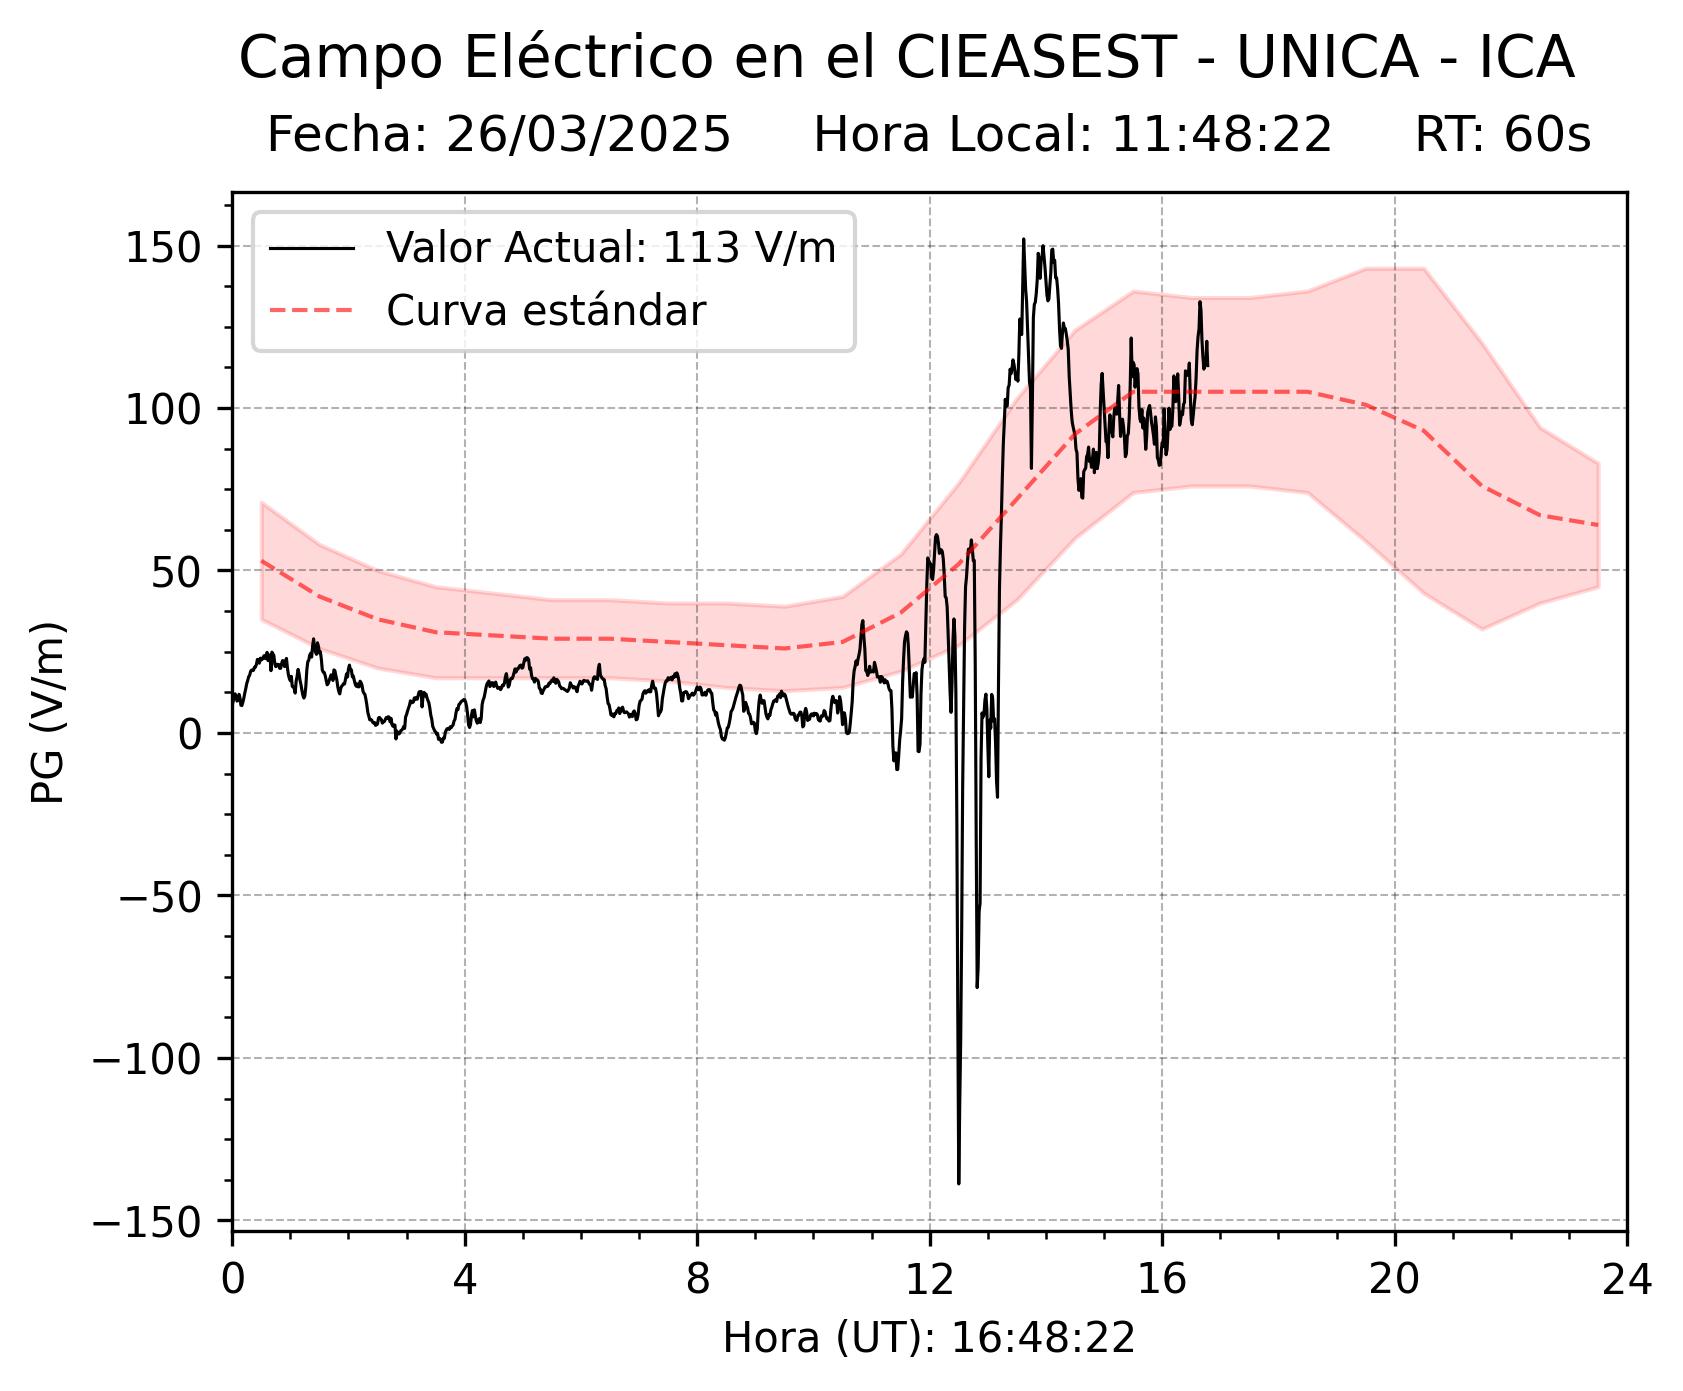 Campo Eléctrico en el CIEASEST - UNICA - ICA
Fecha: 26/03/2025 Hora Local: 11:48:22 RT: 60s
Valor Actual: 113 V/m
Curva estándar
PG (V/m)
150
100
50
0
−50
−100
−150
0 4 8 12 16 20 24
Hora (UT): 16:48:22